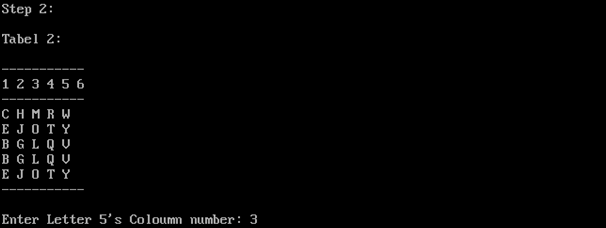 Step 2:
Tabel 2:
-----------
1 2 3 4 5 6
-----------
C H M R W
E J O T Y
B G L Q V
B G L Q V
E J O T Y
-----------
Enter Letter 5's Coloumn number: 3